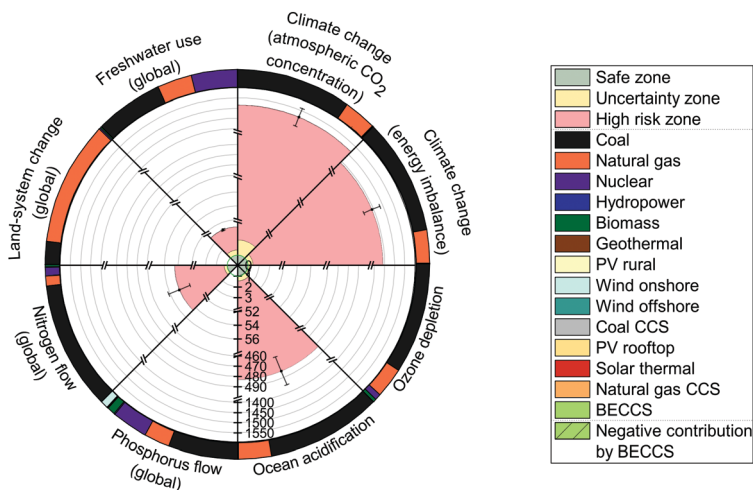 Climate change
(atmospheric CO2
concentration)
Climate change
(energy imbalance)
Ozone depletion
Ocean acidification
Phosphorus flow
(global)
Nitrogen flow
(global)
Land-system change
(global)
Freshwater use
(global)
0
2
3
52
54
56
460
470
480
490
1400
1450
1500
1550
Safe zone
Uncertainty zone
High risk zone
Coal
Natural gas
Nuclear
Hydropower
Biomass
Geothermal
PV rural
Wind onshore
Wind offshore
Coal CCS
PV rooftop
Solar thermal
Natural gas CCS
BECCS
Negative contribution
by BECCS